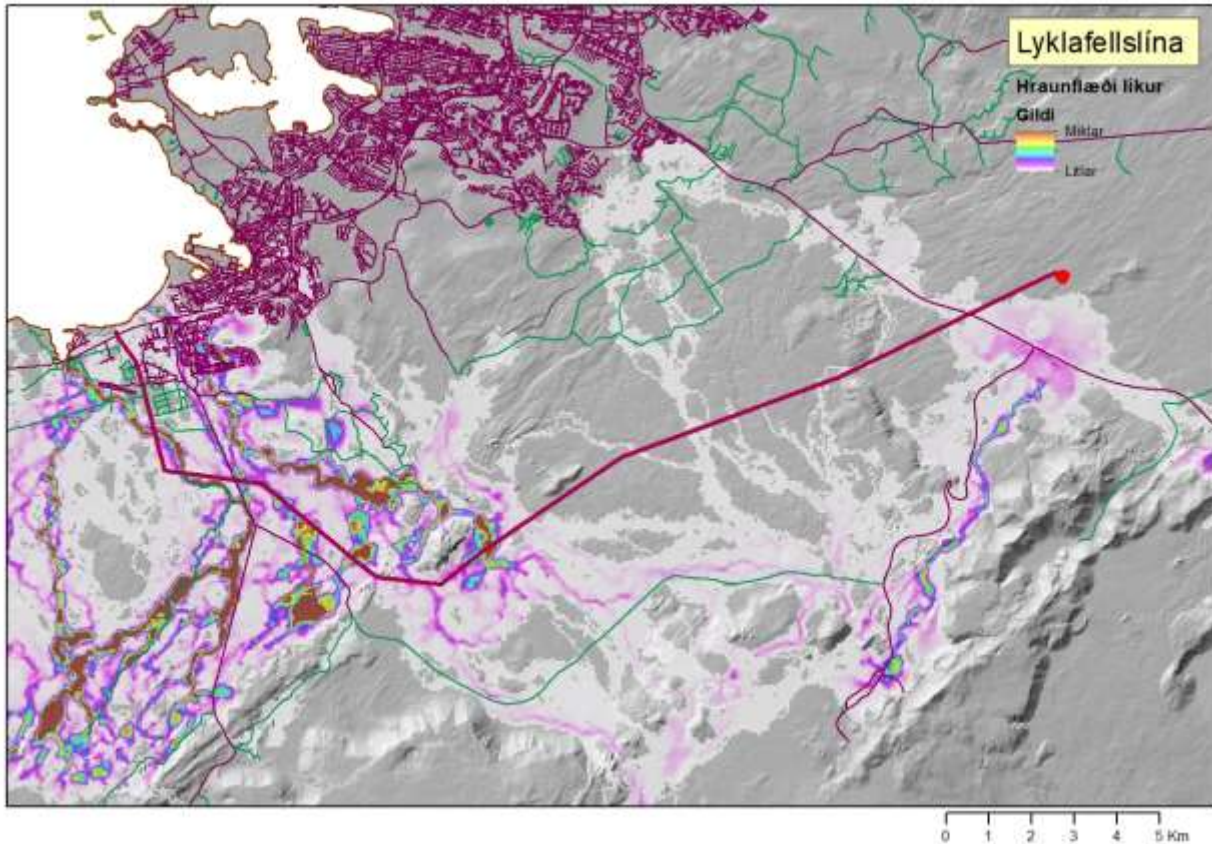 Lyklafellslína
Hraunflæði líkur
Gildi
Miklar
Litlar
0 1 2 3 4 5 Km